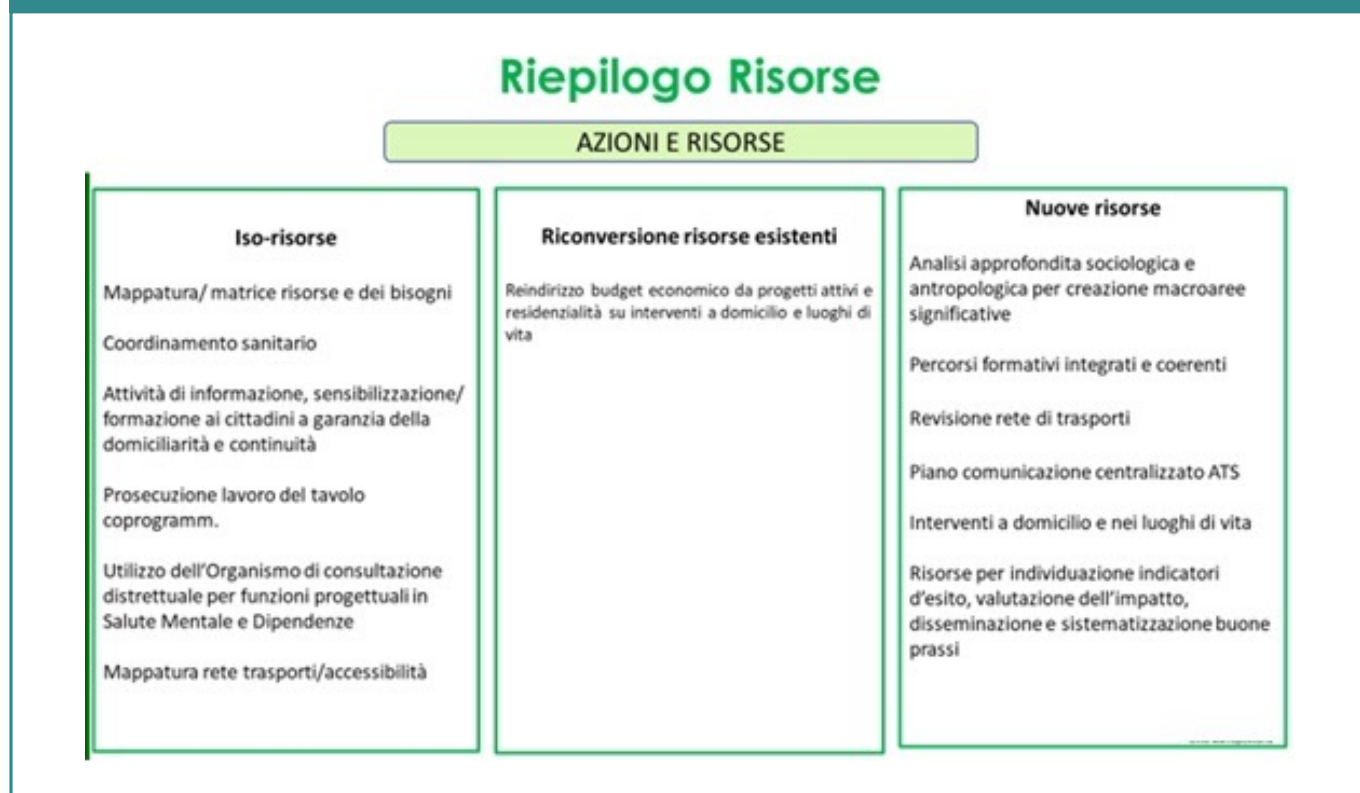 Riepilogo Risorse
AZIONI E RISORSE
Iso-risorse
Mappatura/ matrice risorse e dei bisogni
Coordinamento sanitario
Attività di informazione, sensibilizzazione/
formazione ai cittadini a garanzia della
domiciliarità e continuità
Prosecuzione lavoro del tavolo
coprogramm.
Utilizzo dell'Organismo di consultazione
distrettuale per funzioni progettuali in
Salute Mentale e Dipendenze
Mappatura rete trasporti/accessibilità
Riconversione risorse esistenti
Reindirizzo budget economico da progetti attivi e
residenzialità su interventi a domicilio e luoghi di
vita
Nuove risorse
Analisi approfondita sociologica e
antropologica per creazione macroaree
significative
Percorsi formativi integrati e coerenti
Revisione rete di trasporti
Piano comunicazione centralizzato ATS
Interventi a domicilio e nei luoghi di vita
Risorse per individuazione indicatori
d'esito, valutazione dell'impatto,
disseminazione e sistematizzazione buone
prassi